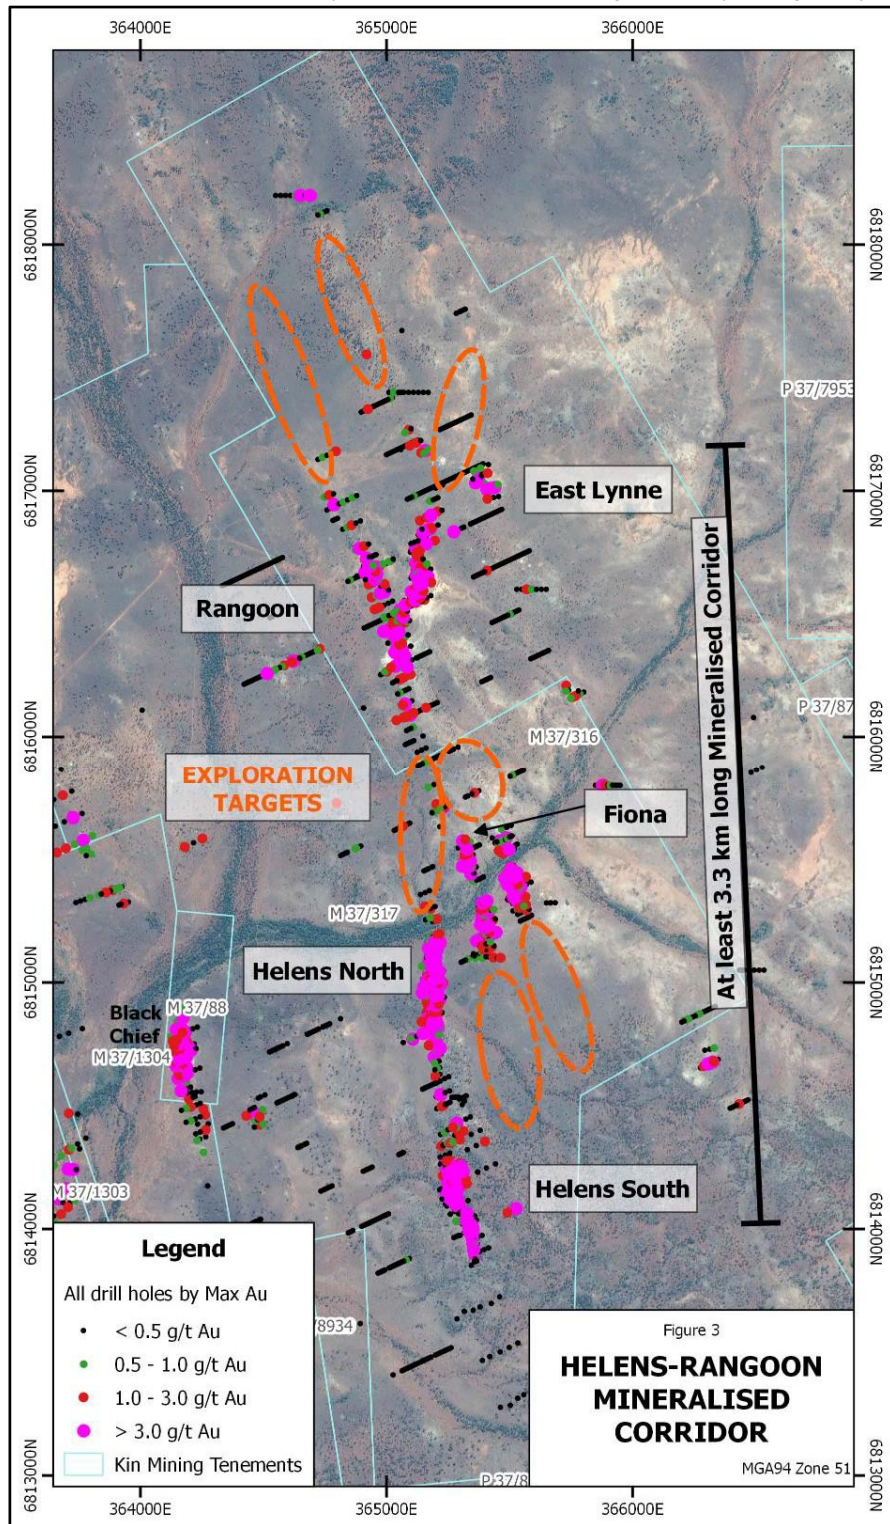 364000E
365000E
366000E
6818000N
6818000N
P 37/7953
6817000N
East Lynne
6817000N
Rangoon
At least 3.3 km long Mineralised Corridor
P 37/87
6816000N
M 37/316
6816000N
EXPLORATION
TARGETS
Fiona
M 37/317
Helens North
6815000N
6815000N
Black
Chief
M 37/88
M 37/1304
Helens South
M 37/1303
6814000N
6814000N
Legend
All drill holes by Max Au
< 0.5 g/t Au
0.5 - 1.0 g/t Au
1.0 - 3.0 g/t Au
> 3.0 g/t Au
Kin Mining Tenements
/8934
Figure 3
HELENS-RANGOON
MINERALISED
CORRIDOR
MGA94 Zone 51
P 37/8
6813000N
6813000N
364000E
365000E
366000E